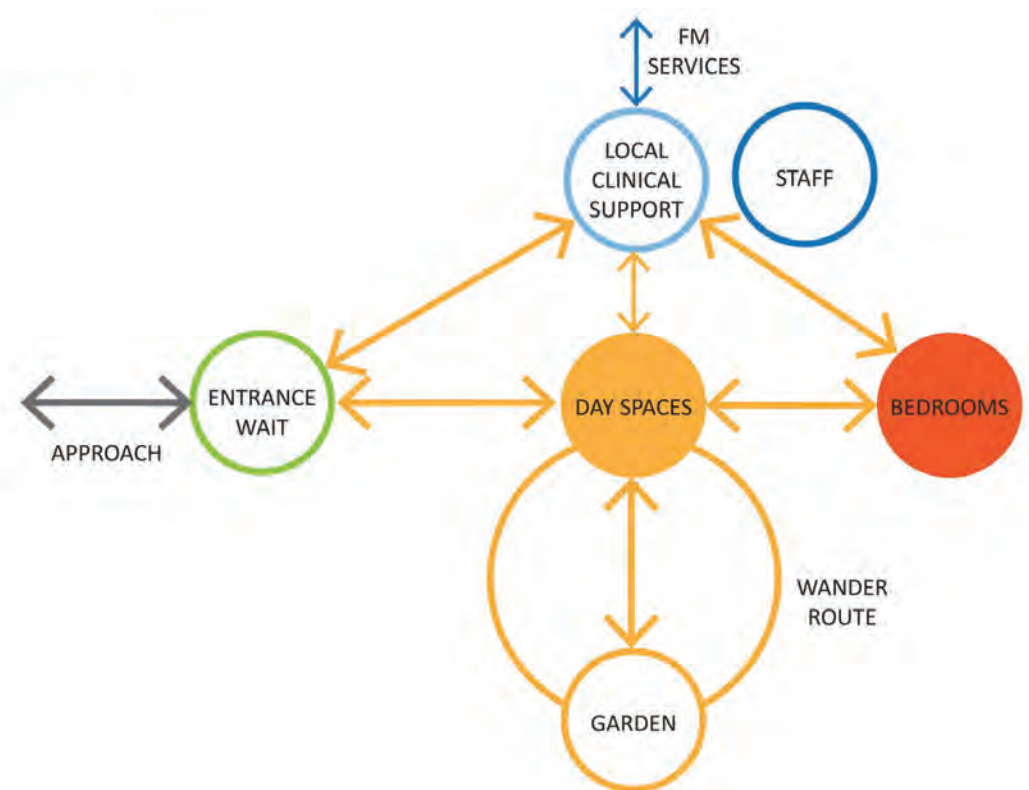 FM
SERVICES
LOCAL
CLINICAL
SUPPORT
STAFF
ENTRANCE
WAIT
DAY SPACES
BEDROOMS
APPROACH
WANDER
ROUTE
GARDEN